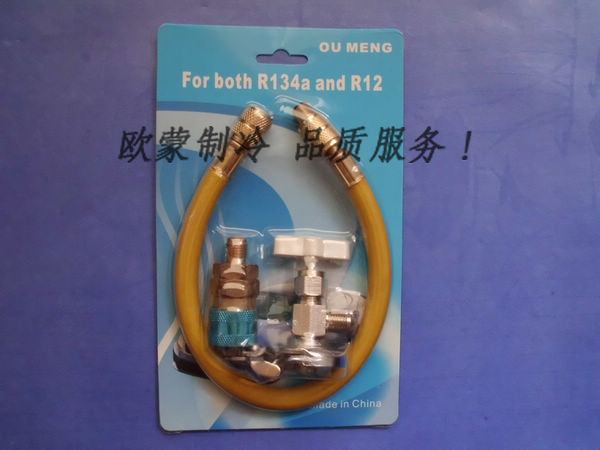 OU MENG
For both R134a and R12
欧蒙制冷 品质服务！
Made in China